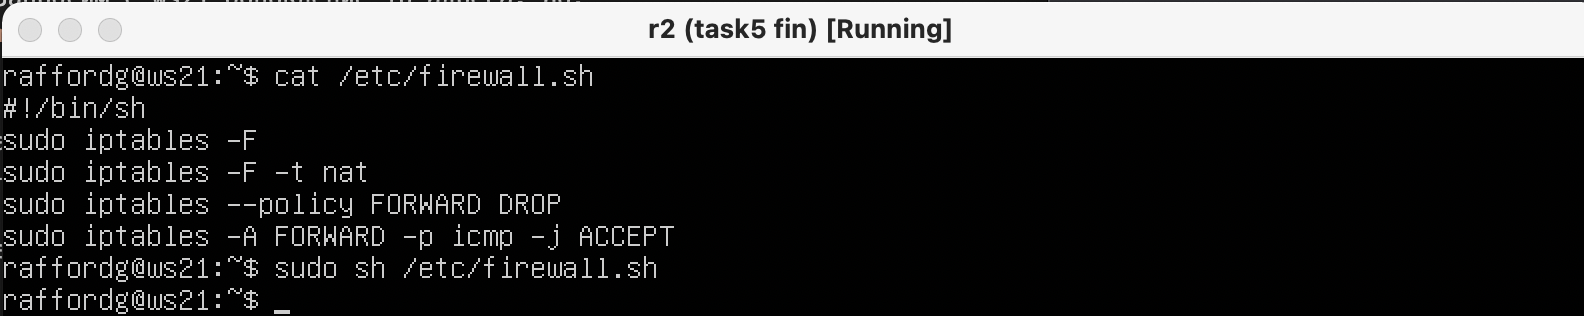 r2 (task5 fin) [Running]
raffordg@ws21:~$ cat /etc/firewall.sh
#!/bin/sh
sudo iptables -F
sudo iptables -F -t nat
sudo iptables --policy FORWARD DROP
sudo iptables -A FORWARD -p icmp -j ACCEPT
raffordg@ws21:~$ sudo sh /etc/firewall.sh
raffordg@ws21:~$ _